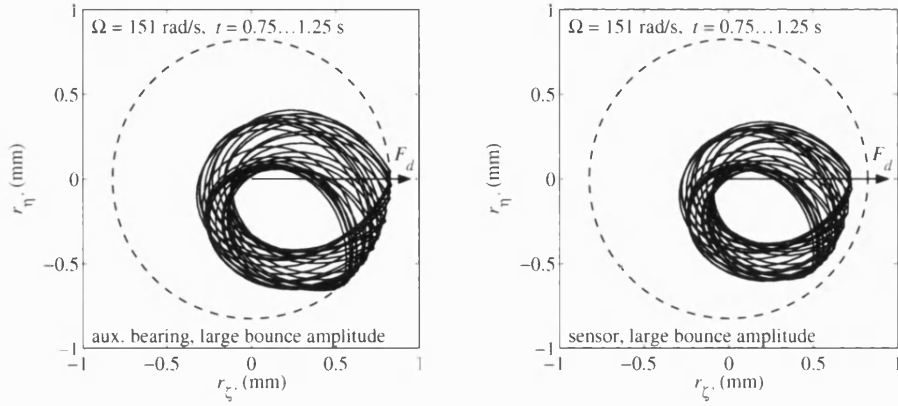 1
Ω = 151 rad/s, t = 0.75…1.25 s
0.5
F_d
0
r_η' (mm)
−0.5
aux. bearing, large bounce amplitude
−1
−1 −0.5 0 0.5 1
r_ζ' (mm)
1
Ω = 151 rad/s, t = 0.75…1.25 s
0.5
F_d
0
r_η' (mm)
−0.5
sensor, large bounce amplitude
−1
−1 −0.5 0 0.5 1
r_ζ' (mm)